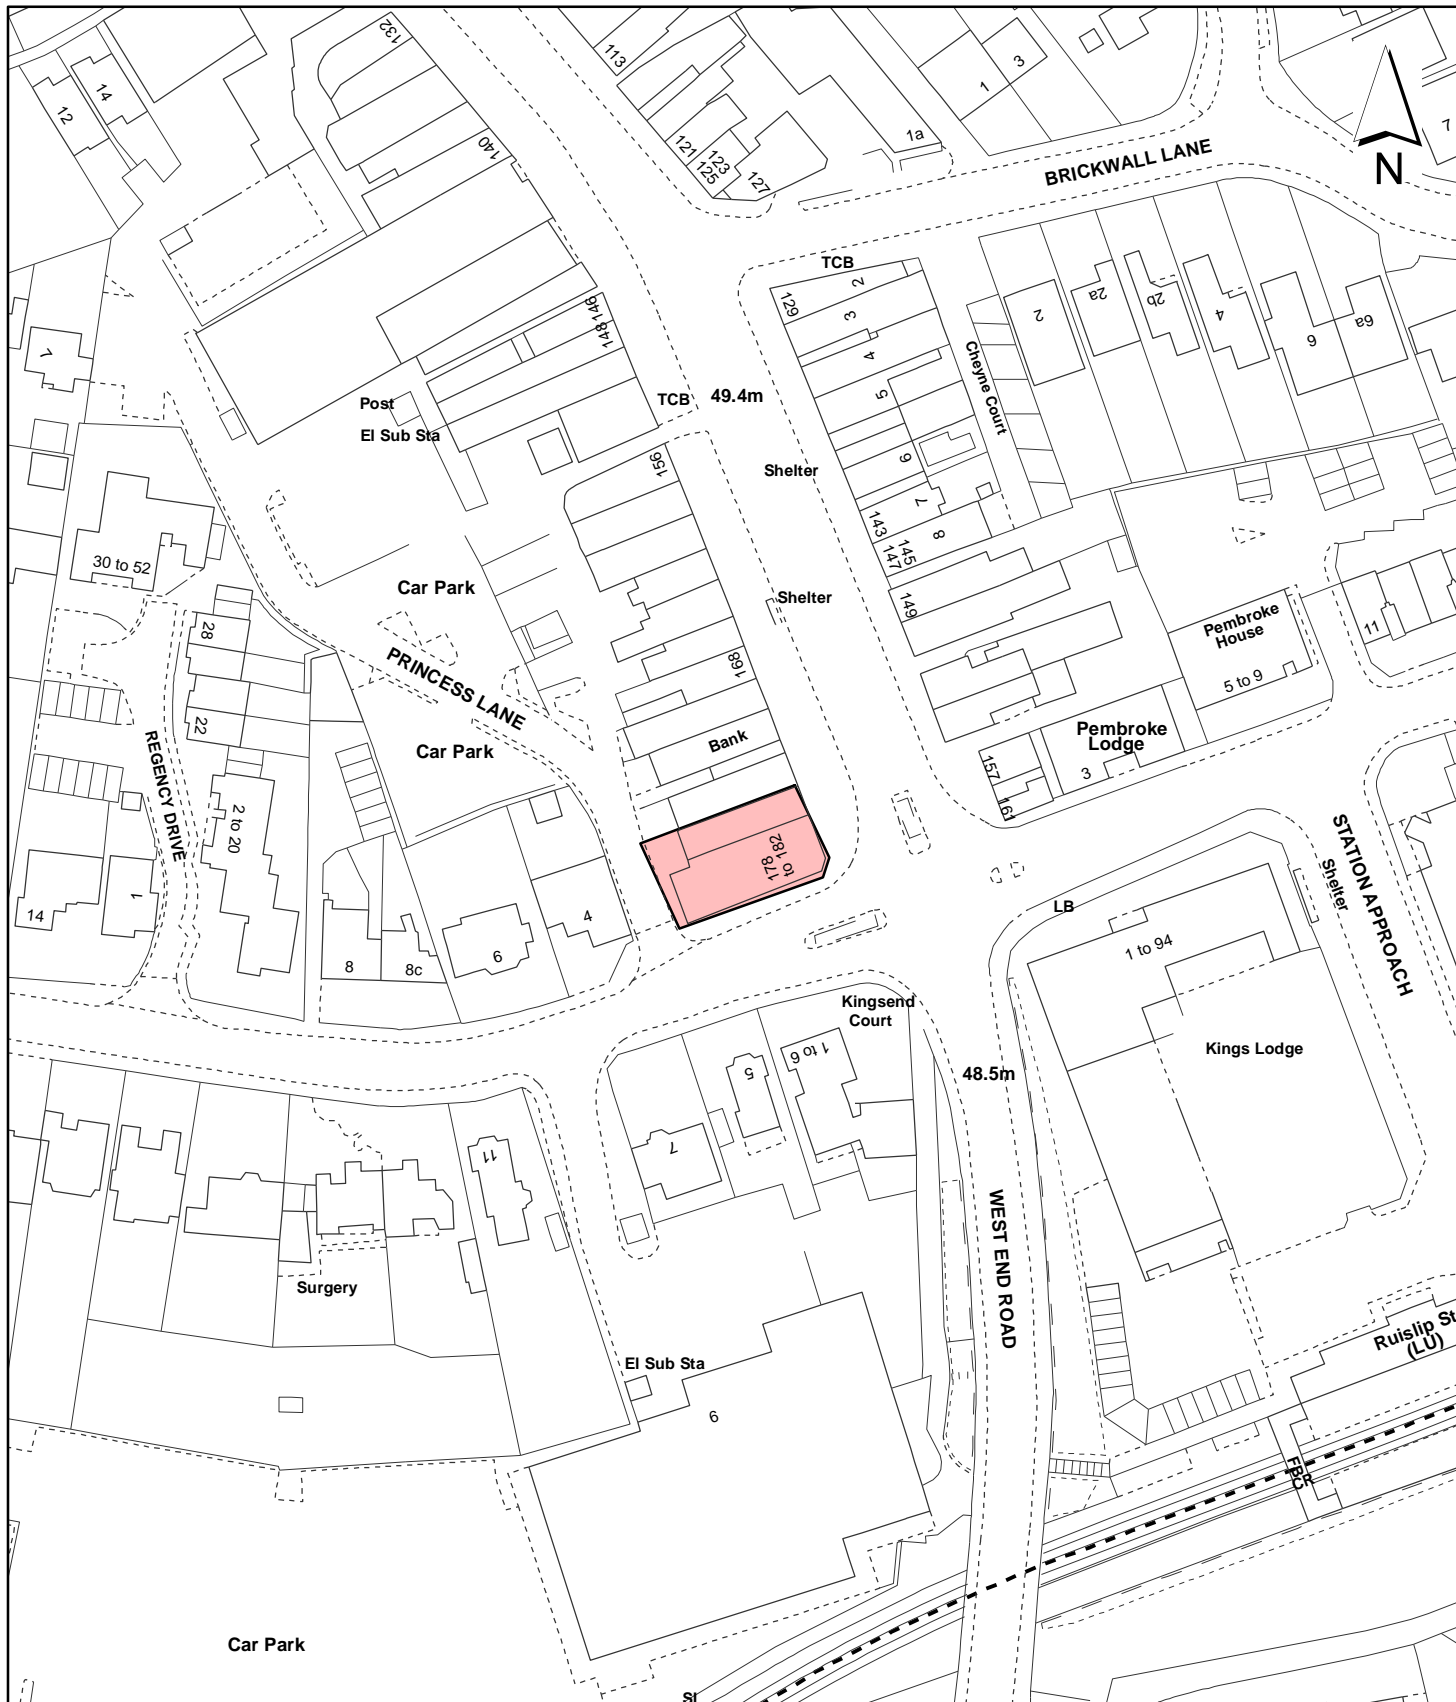 132
113
14
12
1
3
1a
7
N
140
121
123
125
127
BRICKWALL LANE
TCB
129
2
3
4
5
6
7
8
146
148
2
2a
2b
4
6
6a
Cheyne Court
7
Post
El Sub Sta
TCB
49.4m
156
Shelter
143
145
147
149
30 to 52
Car Park
Shelter
28
22
PRINCESS LANE
168
Pembroke
House
5 to 9
11
Car Park
Bank
Pembroke
Lodge
3
157
161
REGENCY DRIVE
2 to 20
178
to 182
STATION APPROACH
Shelter
14
1
8
8c
6
4
LB
1 to 94
Kingsend
Court
1 to 6
5
7
48.5m
Kings Lodge
11
WEST END ROAD
Surgery
El Sub Sta
6
Ruislip St
(LU)
FB
CR
Car Park
SL